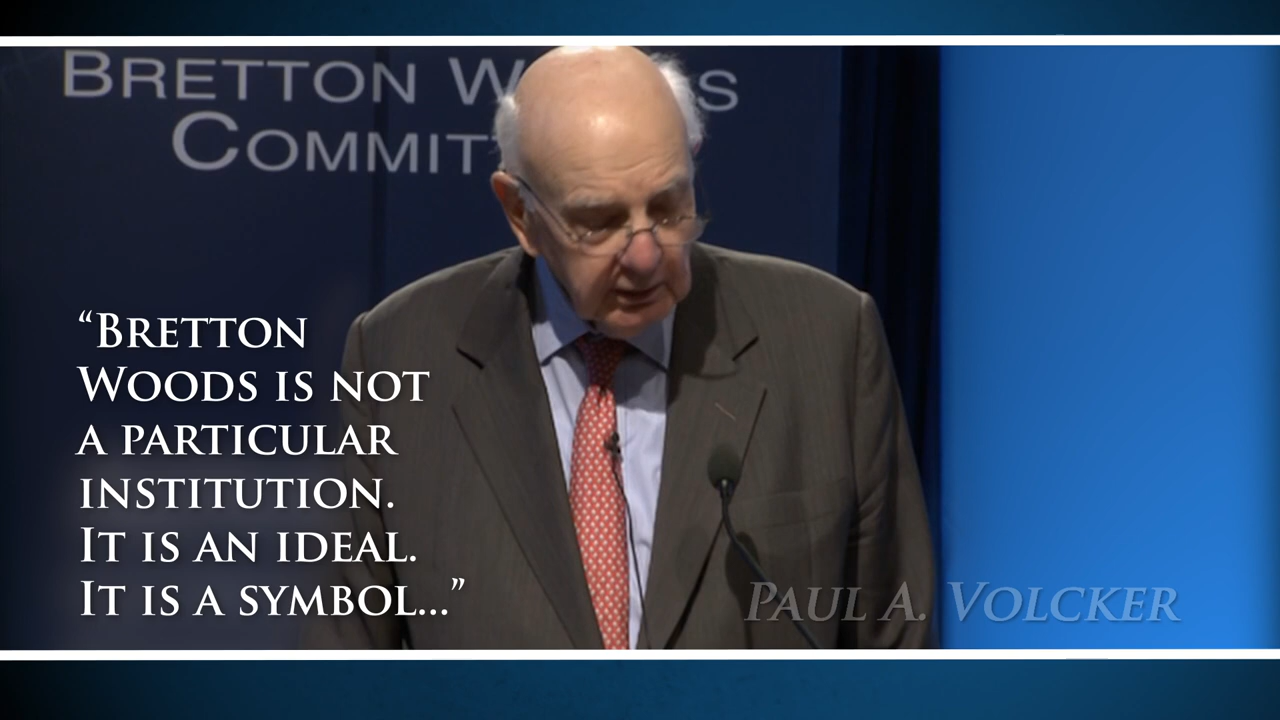 BRETTON W S
COMMIT
“BRETTON
WOODS IS NOT
A PARTICULAR
INSTITUTION.
IT IS AN IDEAL.
IT IS A SYMBOL...”
PAUL A. VOLCKER